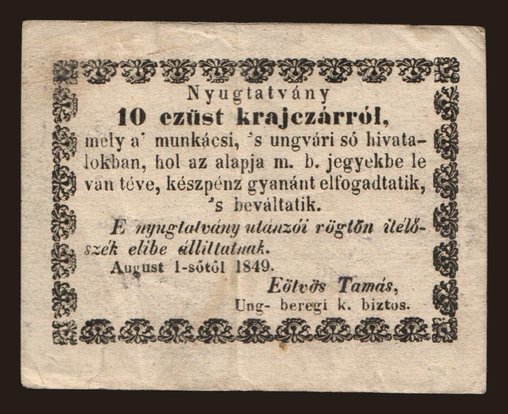 Nyugtatvány
10 ezüst krajczárról,
mely a' munkácsi, 's ungvári só hivata-
lokban, hol az alapja m. b. jegyekbe le
van téve, készpénz gyanánt elfogadtatik,
's beváltatik.
E nyugtatvány utánzói rögtön itélő-
szék elibe állittatnak.
August 1-sőtől 1849.
Eötvös Tamás,
Ung- beregi k. biztos.